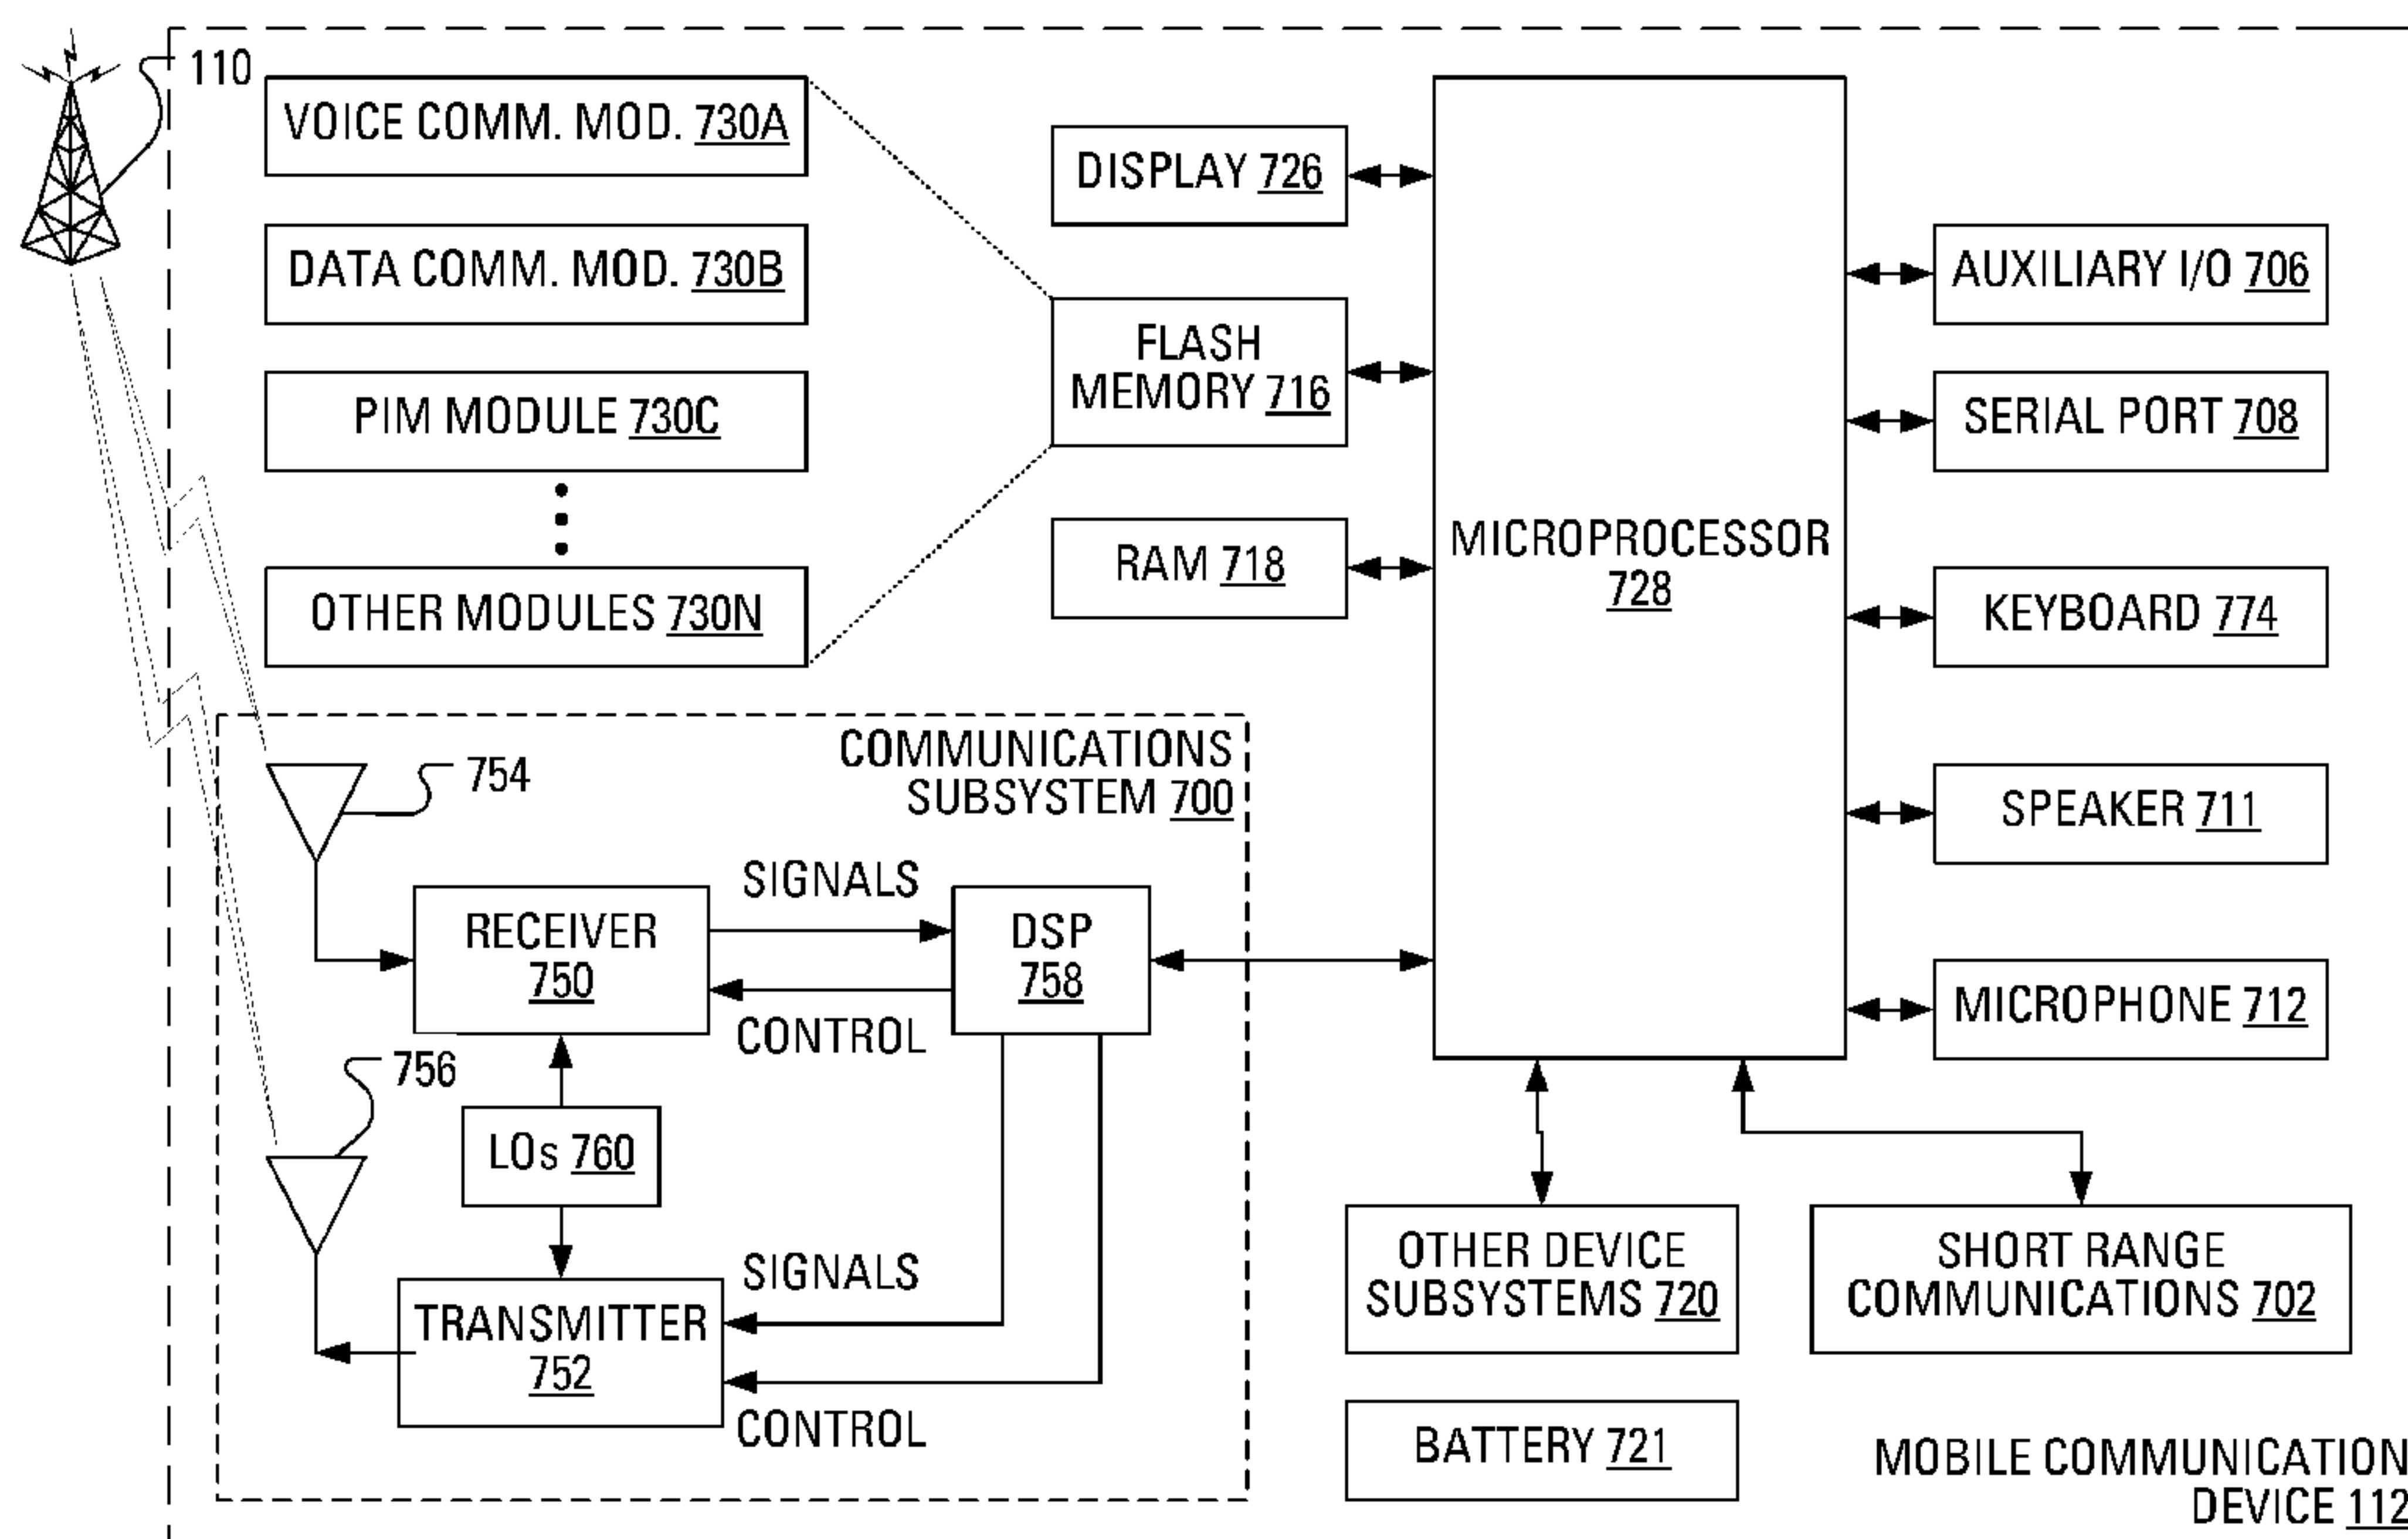 110
VOICE COMM. MOD. 730A
DATA COMM. MOD. 730B
PIM MODULE 730C
OTHER MODULES 730N
DISPLAY 726
FLASH
MEMORY 716
RAM 718
MICROPROCESSOR
728
AUXILIARY I/O 706
SERIAL PORT 708
KEYBOARD 774
SPEAKER 711
MICROPHONE 712
COMMUNICATIONS
SUBSYSTEM 700
754
SIGNALS
RECEIVER
750
DSP
758
CONTROL
756
LOs 760
SIGNALS
TRANSMITTER
752
CONTROL
OTHER DEVICE
SUBSYSTEMS 720
SHORT RANGE
COMMUNICATIONS 702
BATTERY 721
MOBILE COMMUNICATION
DEVICE 112